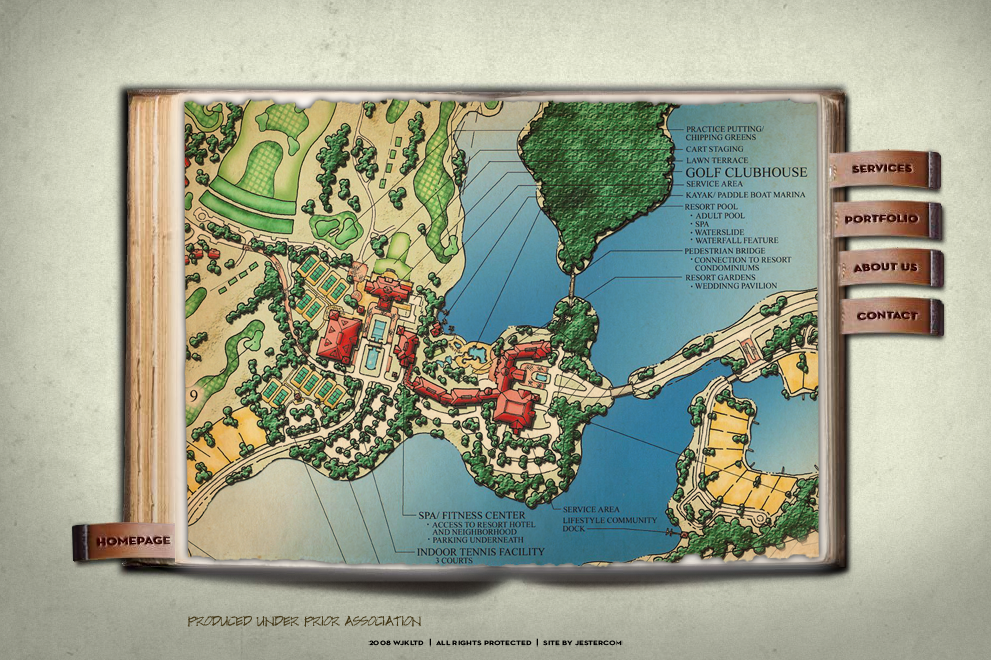 PRACTICE PUTTING/
CHIPPING GREENS
CART STAGING
LAWN TERRACE
GOLF CLUBHOUSE
SERVICE AREA
KAYAK/ PADDLE BOAT MARINA
RESORT POOL
• ADULT POOL
• SPA
• WATERSLIDE
• WATERFALL FEATURE
PEDESTRIAN BRIDGE
• CONNECTION TO RESORT
CONDOMINIUMS
RESORT GARDENS
• WEDDINNG PAVILION
SERVICES
PORTFOLIO
ABOUT US
CONTACT
9
SPA/ FITNESS CENTER
• ACCESS TO RESORT HOTEL
AND NEIGHBORHOOD
• PARKING UNDERNEATH
INDOOR TENNIS FACILITY
3 COURTS
SERVICE AREA
LIFESTYLE COMMUNITY
DOCK
HOMEPAGE
PRODUCED UNDER PRIOR ASSOCIATION
2008 WJKLTD | ALL RIGHTS PROTECTED | SITE BY JESTERCOM